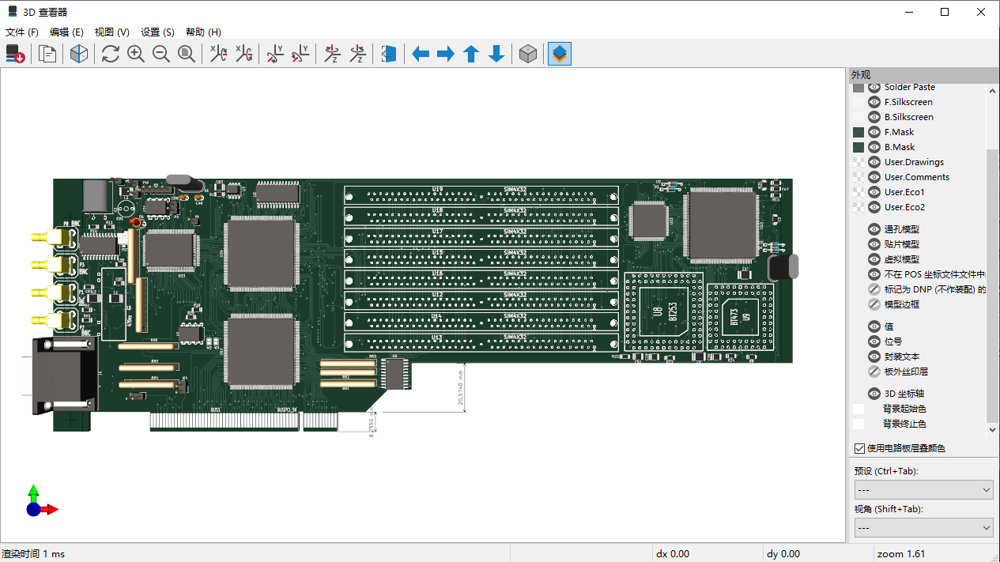 3D 查看器
文件 (F) 编辑 (E) 视图 (V) 设置 (S) 帮助 (H)
外观
Solder Paste
F.Silkscreen
B.Silkscreen
F.Mask
B.Mask
User.Drawings
User.Comments
User.Eco1
User.Eco2
通孔模型
贴片模型
虚拟模型
不在 POS 坐标文件文件中
标记为 DNP (不作装配) 的
模型边框
值
位号
封装文本
板外丝印层
3D 坐标轴
背景起始色
背景终止色
使用电路板层叠颜色
预设 (Ctrl+Tab):
---
视角 (Shift+Tab):
---
U19 SIM4X32
U18 SIM4X32
U17 SIM4X32
U15 SIM4X32
U16 SIM4X32
U12 SIM4X32
U14 SIM4X32
U13 SIM4X32
U8
BT253
BT473
U9
BNC
BNC
BNC
BNC
BUS1
BUSPCI_5V
20.5740 mm
8.2550 mm
渲染时间 1 ms
dx 0.00
dy 0.00
zoom 1.61